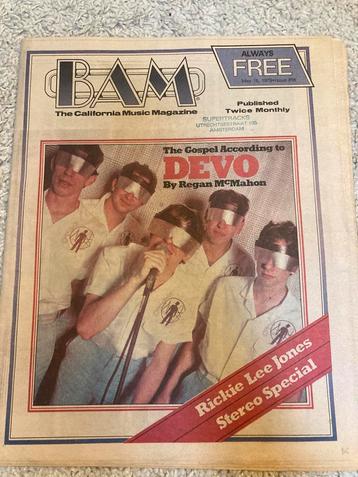 BAM
The California Music Magazine
ALWAYS
FREE
Published
Twice Monthly
SUPERTRACKS
AMSTERDAM
The Gospel According to
DEVO
By Regan McMahon
Rickie Lee Jones
Stereo Special